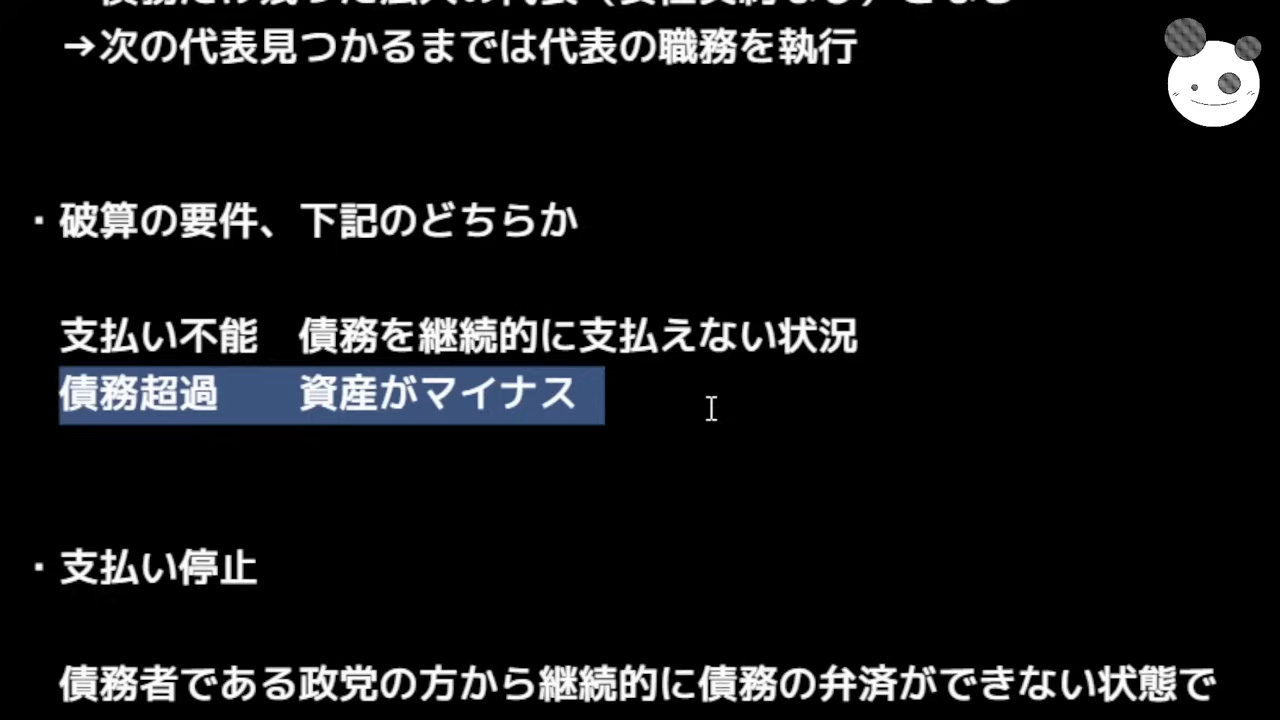 →次の代表見つかるまでは代表の職務を執行
・破算の要件、下記のどちらか
支払い不能　債務を継続的に支払えない状況
債務超過　　資産がマイナス
・支払い停止
債務者である政党の方から継続的に債務の弁済ができない状態で